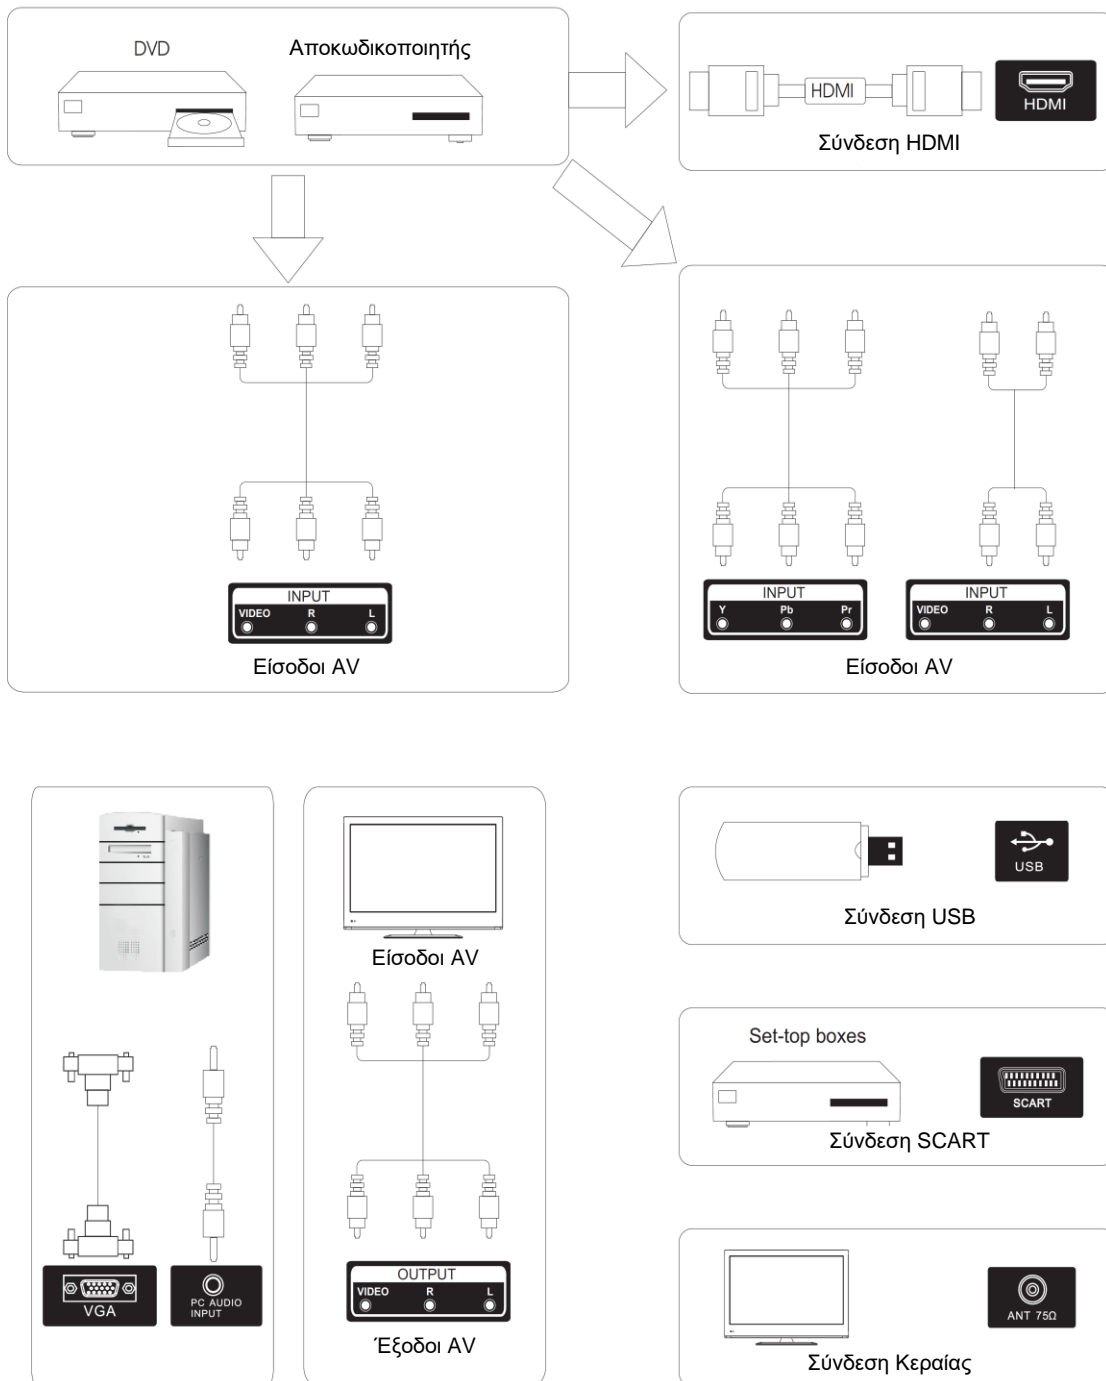 DVD
Αποκωδικοποιητής
HDMI
HDMI
Σύνδεση HDMI
INPUT
VIDEO R L
Είσοδοι AV
INPUT
Y Pb Pr
INPUT
VIDEO R L
Είσοδοι AV
VGA
PC AUDIO
INPUT
Είσοδοι AV
OUTPUT
VIDEO R L
Έξοδοι AV
USB
Σύνδεση USB
Set-top boxes
SCART
Σύνδεση SCART
ANT 75Ω
Σύνδεση Κεραίας